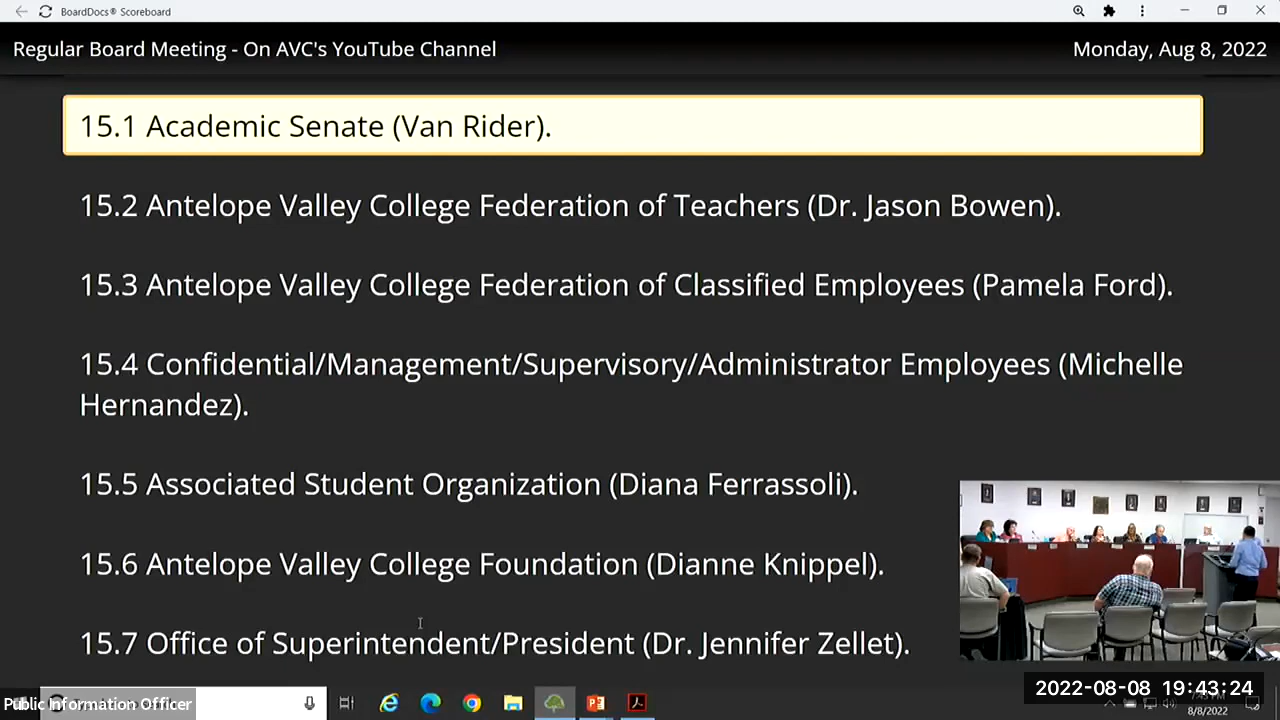 BoardDocs® Scoreboard
Regular Board Meeting - On AVC's YouTube Channel
Monday, Aug 8, 2022
15.1 Academic Senate (Van Rider).
15.2 Antelope Valley College Federation of Teachers (Dr. Jason Bowen).
15.3 Antelope Valley College Federation of Classified Employees (Pamela Ford).
15.4 Confidential/Management/Supervisory/Administrator Employees (Michelle
Hernandez).
15.5 Associated Student Organization (Diana Ferrassoli).
15.6 Antelope Valley College Foundation (Dianne Knippel).
15.7 Office of Superintendent/President (Dr. Jennifer Zellet).
Public Information Officer
2022-08-08 19:43:24
8/8/2022